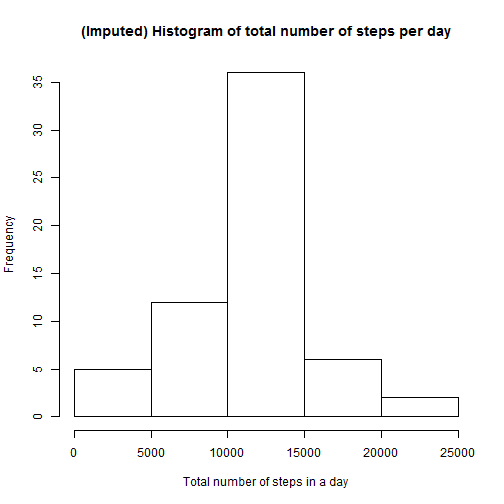 (Imputed) Histogram of total number of steps per day
Frequency
35
30
25
20
15
10
5
0
0 5000 10000 15000 20000 25000
Total number of steps in a day